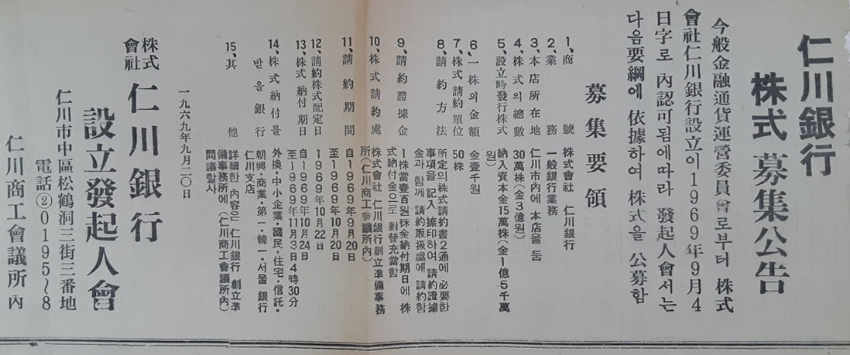 仁川銀行
株式 募集公告
今般金融通貨運營委員會로부터 株式
會社仁川銀行設立이 1969年9月4
日字로 內認可됨에따라 發起人會서는
다음要綱에 依據하여 株式을 公募함
募集要領
1、商號 株式會社 仁川銀行
2、業務 一般銀行業務
3、本店所在地 仁川市內에 本店을 둠
4、株式의總數 30萬株(金3億원)
5、設立時發行株式 納入資本金15萬株(金1億5千萬
원)
6、一株의金額 金壹千원
7、株式請約單位 50株
8、請約方法 所定의株式請約書2通에 必要한
事項을 記入 捺印하여 請約證據
金과 함께 請約取扱處에 請約함
9、請約證據金 1株當壹百원(株金納付期日에 株
式納付金으로 對替充當함
10、株式請約處 株式會社 仁川銀行創立準備事務
所(仁川商工會議所內)
11、請約期間 自1969年9月20日
至1969年10月20日
12、請約株式配定日 1969年10月22日
13、株式納付期日 自1969年10月24日
至1969年11月3日4時30分
14、株式納付金을
받을銀行 外換·中小企業·國民·住宅·信託·
朝興·商業·第一·韓一·서울 銀行
仁川支店
15、其他 詳細한 內容은 仁川銀行 創立準
備事務所에(仁川商工會議所內)
問議할사
一九六九年九月二○日
株式
會社 仁川銀行
設立發起人會
仁川市中區松鶴洞三街三番地
電話②0195~8
仁川商工會議所內